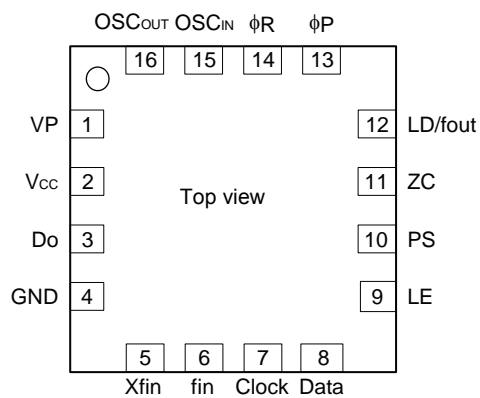 OSCOUT OSCIN ϕR ϕP
16 15 14 13
VP 1 12 LD/fout
VCC 2 11 ZC
Top view
Do 3 10 PS
GND 4 9 LE
5 6 7 8
Xfin fin Clock Data